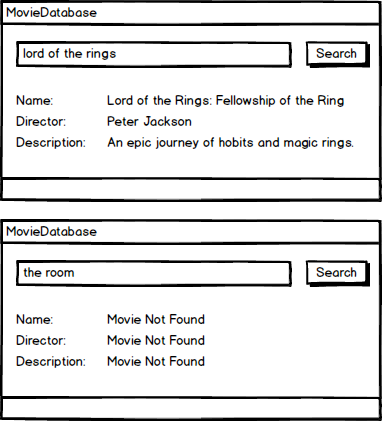 MovieDatabase
lord of the rings Search
Name: Lord of the Rings: Fellowship of the Ring
Director: Peter Jackson
Description: An epic journey of hobits and magic rings.
MovieDatabase
the room Search
Name: Movie Not Found
Director: Movie Not Found
Description: Movie Not Found